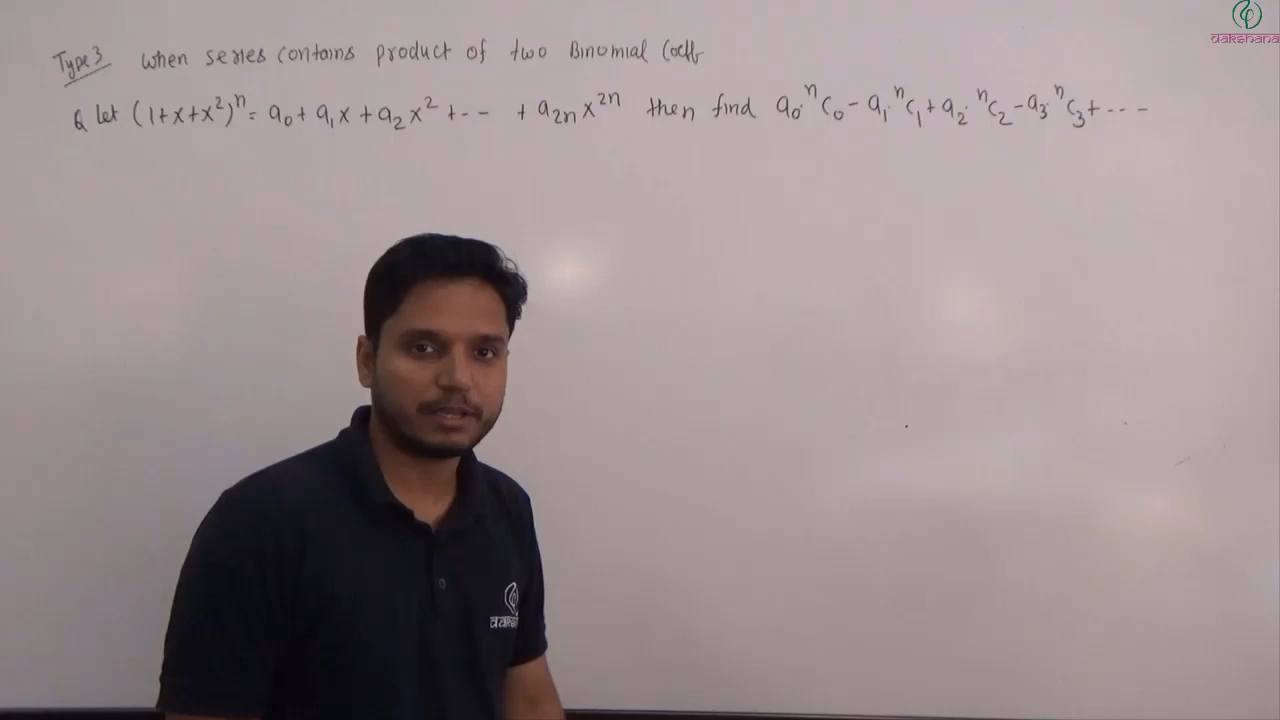 dakshana
Type 3 When series contains product of two Binomial Coeff
Q let (1+x+x²)ⁿ = a₀ + a₁x + a₂x² + -- + a₂ₙx²ⁿ then find a₀·ⁿC₀ - a₁·ⁿC₁ + a₂·ⁿC₂ - a₃·ⁿC₃ + ---